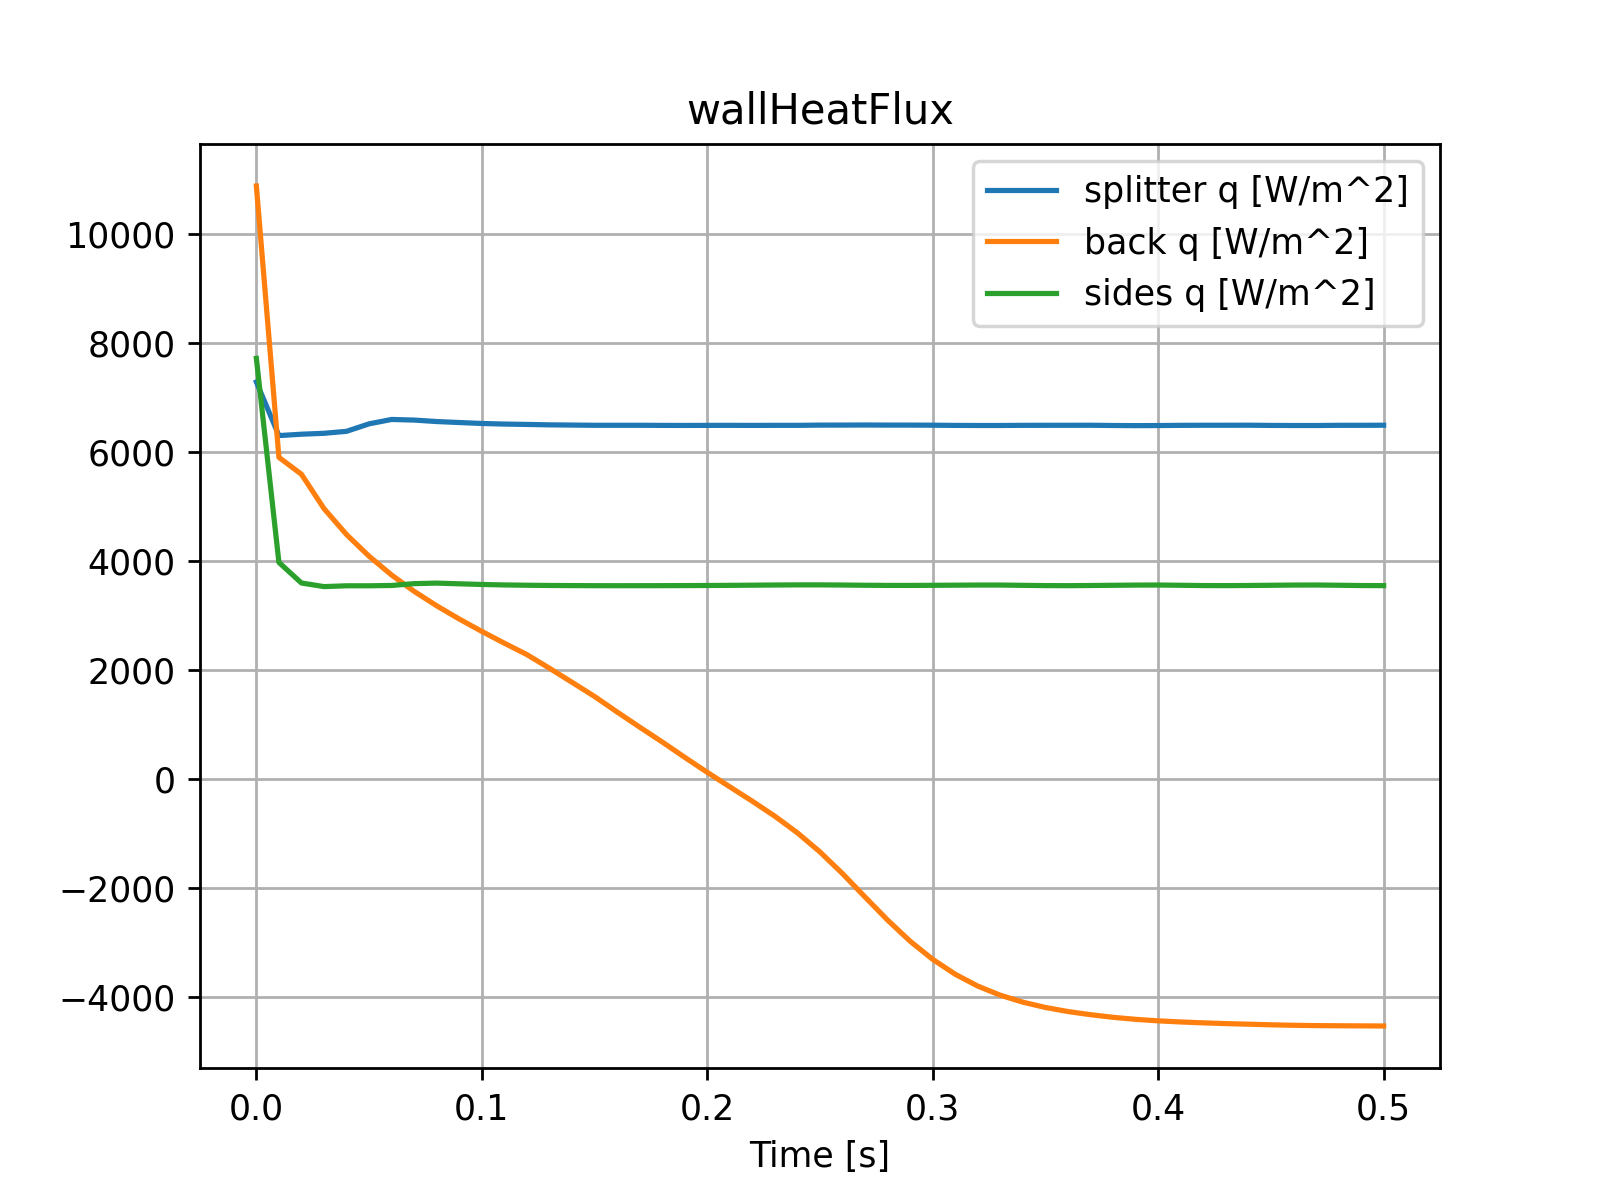 wallHeatFlux
splitter q [W/m^2]
back q [W/m^2]
sides q [W/m^2]
10000
8000
6000
4000
2000
0
−2000
−4000
0.0 0.1 0.2 0.3 0.4 0.5
Time [s]